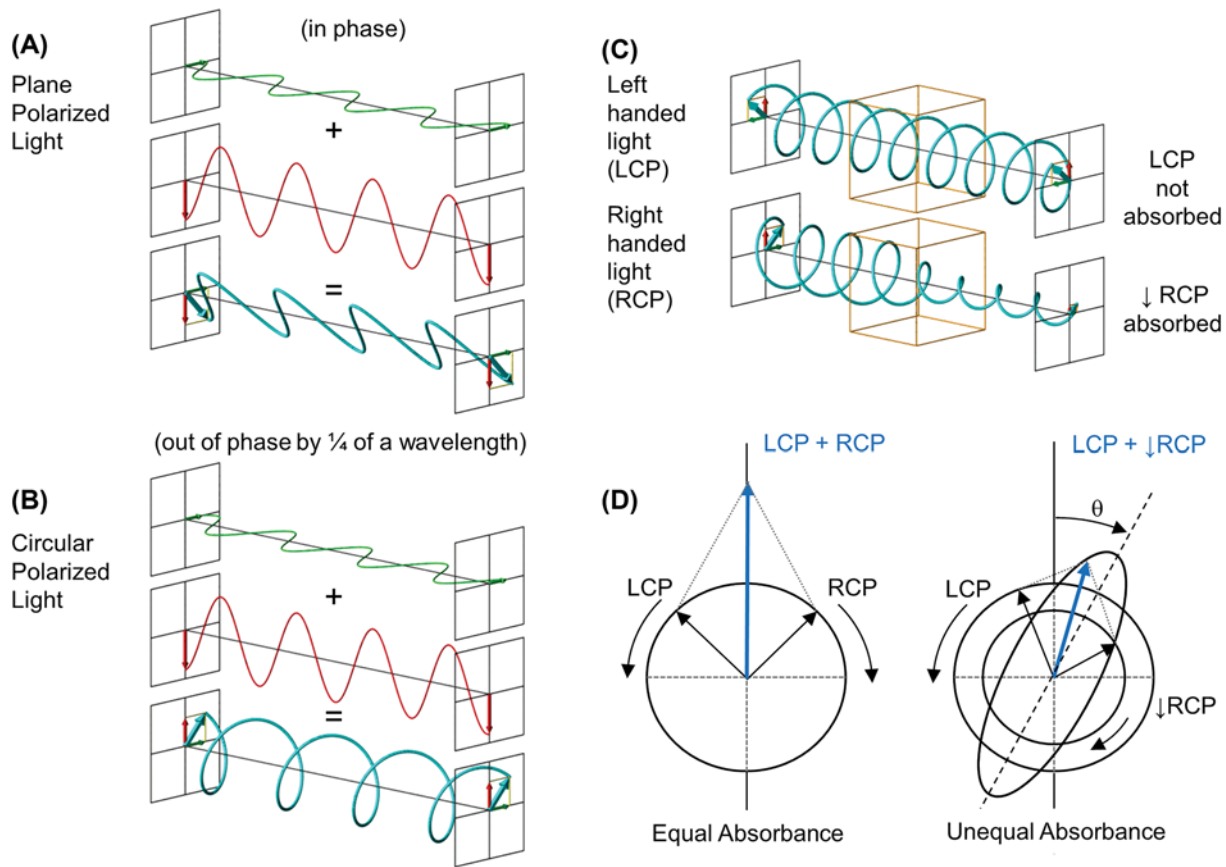 (A)
Plane
Polarized
Light
(in phase)
+
=
(out of phase by ¼ of a wavelength)
(B)
Circular
Polarized
Light
+
=
(C)
Left
handed
light
(LCP)
Right
handed
light
(RCP)
LCP
not
absorbed
↓ RCP
absorbed
(D)
LCP + RCP
LCP
RCP
Equal Absorbance
LCP + ↓RCP
θ
LCP
↓RCP
Unequal Absorbance